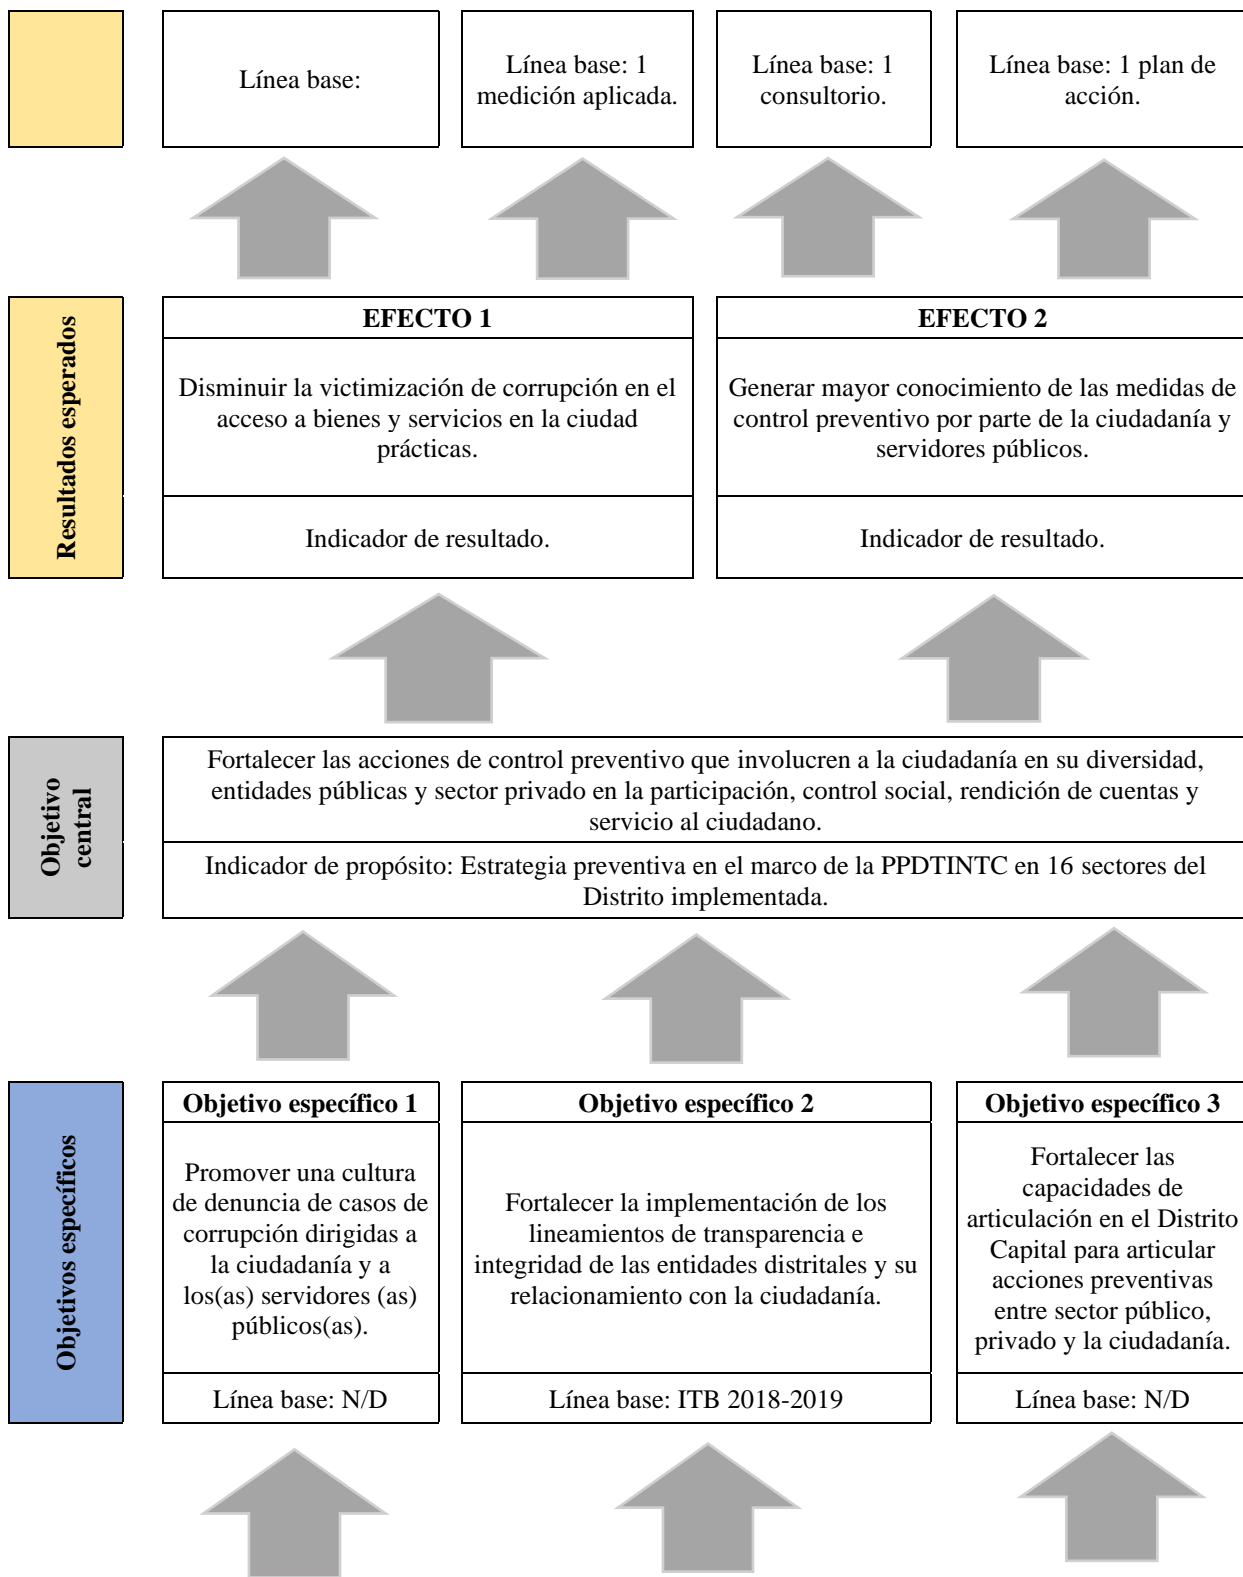 Línea base:
Línea base: 1
medición aplicada.
Línea base: 1
consultorio.
Línea base: 1 plan de
acción.
Resultados esperados
EFECTO 1
Disminuir la victimización de corrupción en el
acceso a bienes y servicios en la ciudad
prácticas.
Indicador de resultado.
EFECTO 2
Generar mayor conocimiento de las medidas de
control preventivo por parte de la ciudadanía y
servidores públicos.
Indicador de resultado.
Objetivo
central
Fortalecer las acciones de control preventivo que involucren a la ciudadanía en su diversidad,
entidades públicas y sector privado en la participación, control social, rendición de cuentas y
servicio al ciudadano.
Indicador de propósito: Estrategia preventiva en el marco de la PPDTINTC en 16 sectores del
Distrito implementada.
Objetivos específicos
Objetivo específico 1
Promover una cultura
de denuncia de casos de
corrupción dirigidas a
la ciudadanía y a
los(as) servidores (as)
públicos(as).
Línea base: N/D
Objetivo específico 2
Fortalecer la implementación de los
lineamientos de transparencia e
integridad de las entidades distritales y su
relacionamiento con la ciudadanía.
Línea base: ITB 2018-2019
Objetivo específico 3
Fortalecer las
capacidades de
articulación en el Distrito
Capital para articular
acciones preventivas
entre sector público,
privado y la ciudadanía.
Línea base: N/D